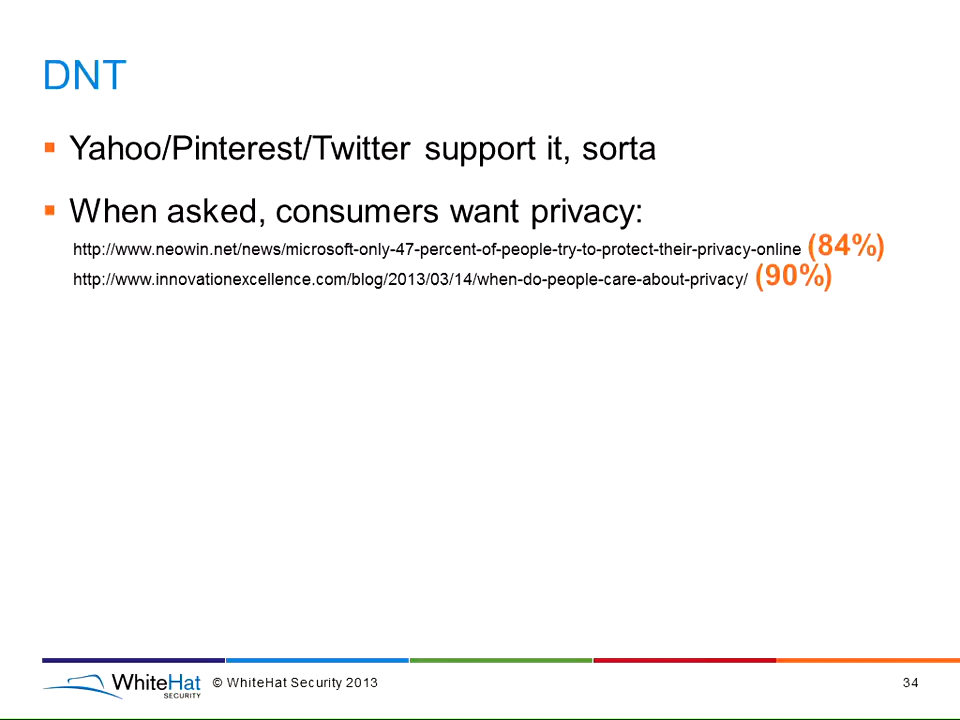 DNT
Yahoo/Pinterest/Twitter support it, sorta
When asked, consumers want privacy:
http://www.neowin.net/news/microsoft-only-47-percent-of-people-try-to-protect-their-privacy-online (84%)
http://www.innovationexcellence.com/blog/2013/03/14/when-do-people-care-about-privacy/ (90%)
WhiteHat SECURITY © WhiteHat Security 2013 34